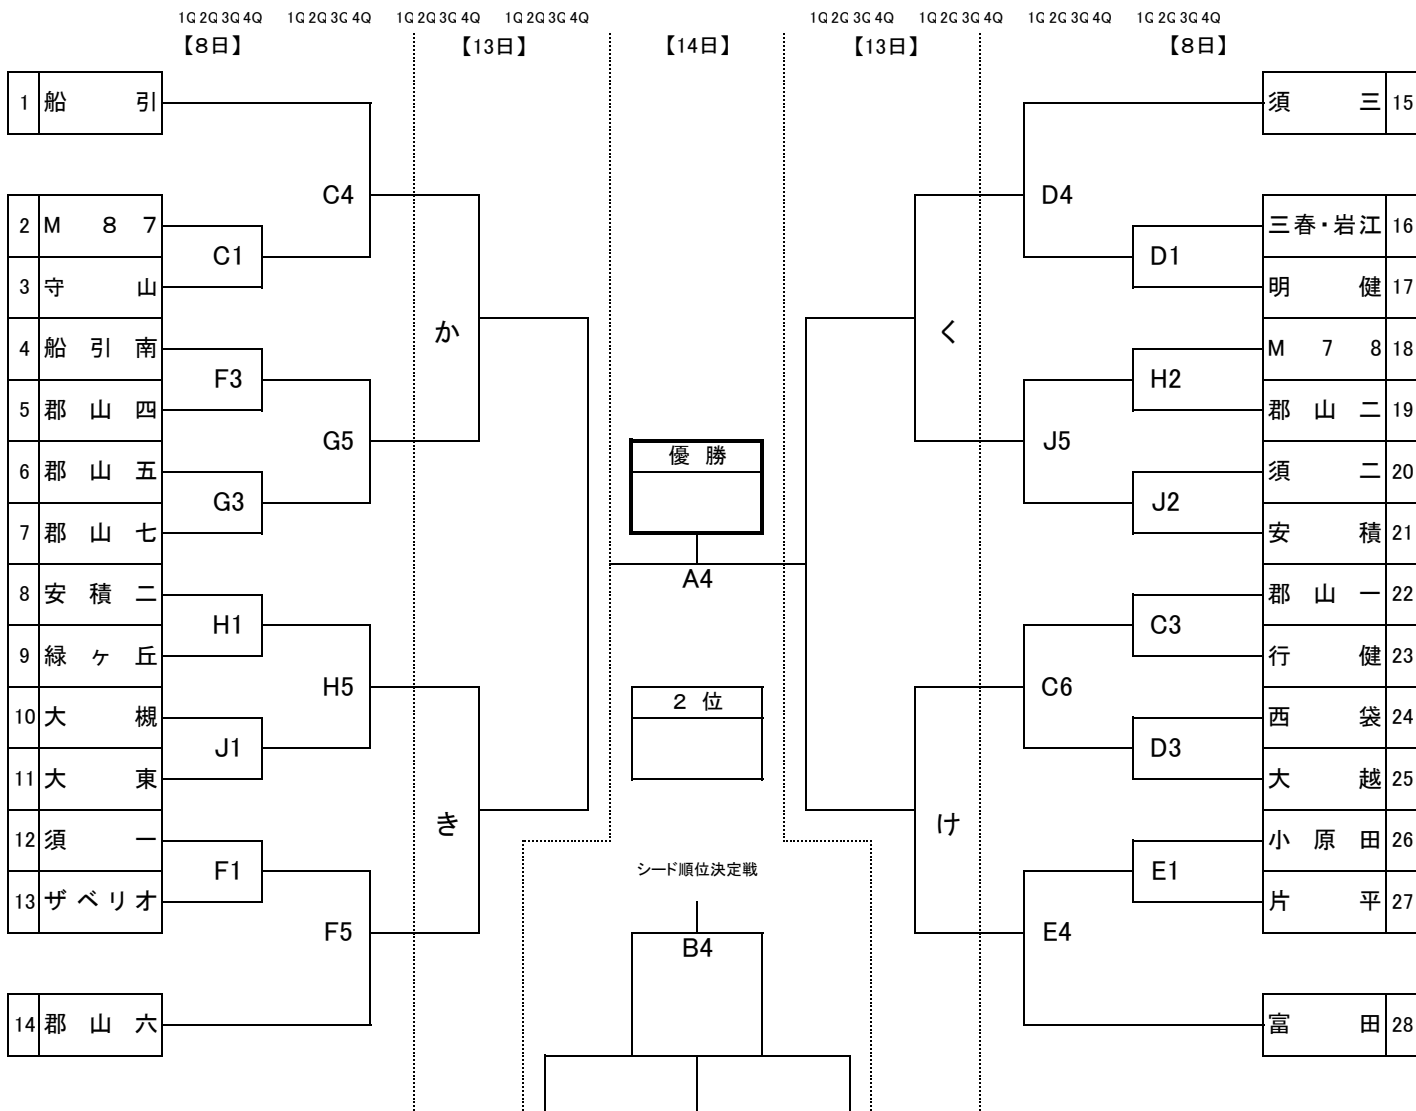 1Q 2Q 3Q 4Q 1Q 2Q 3Q 4Q 1Q 2Q 3Q 4Q 1Q 2Q 3Q 4Q 1Q 2Q 3Q 4Q 1Q 2Q 3Q 4Q 1Q 2Q 3Q 4Q 1Q 2Q 3Q 4Q
【8日】 【13日】 【14日】 【13日】 【8日】
1 船引 須三 15
C4 D4
2 M87 三春・岩江 16
C1 D1
3 守山 明健 17
か く
4 船引南 M78 18
F3 H2
5 郡山四 郡山二 19
G5 J5
優勝
6 郡山五 須二 20
G3 J2
7 郡山七 安積 21
A4
8 安積二 郡山一 22
H1 C3
9 緑ヶ丘 行健 23
H5 C6
2位
10 大槻 西袋 24
J1 D3
11 大東 大越 25
き け
12 須一 小原田 26
シード順位決定戦
F1 E1
13 ザベリオ 片平 27
F5 E4
B4
14 郡山六 富田 28